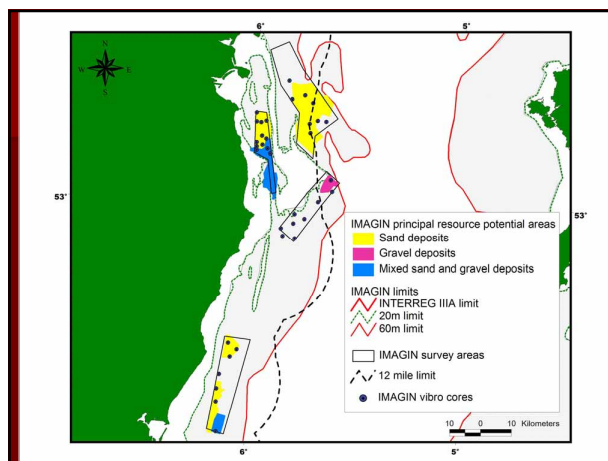 6' 5'
N
W E
S
53'
53'
IMAGIN principal resource potential areas
Sand deposits
Gravel deposits
Mixed sand and gravel deposits
IMAGIN limits
INTERREG IIIA limit
20m limit
60m limit
IMAGIN survey areas
12 mile limit
IMAGIN vibro cores
10 0 10 Kilometers
6' 5'